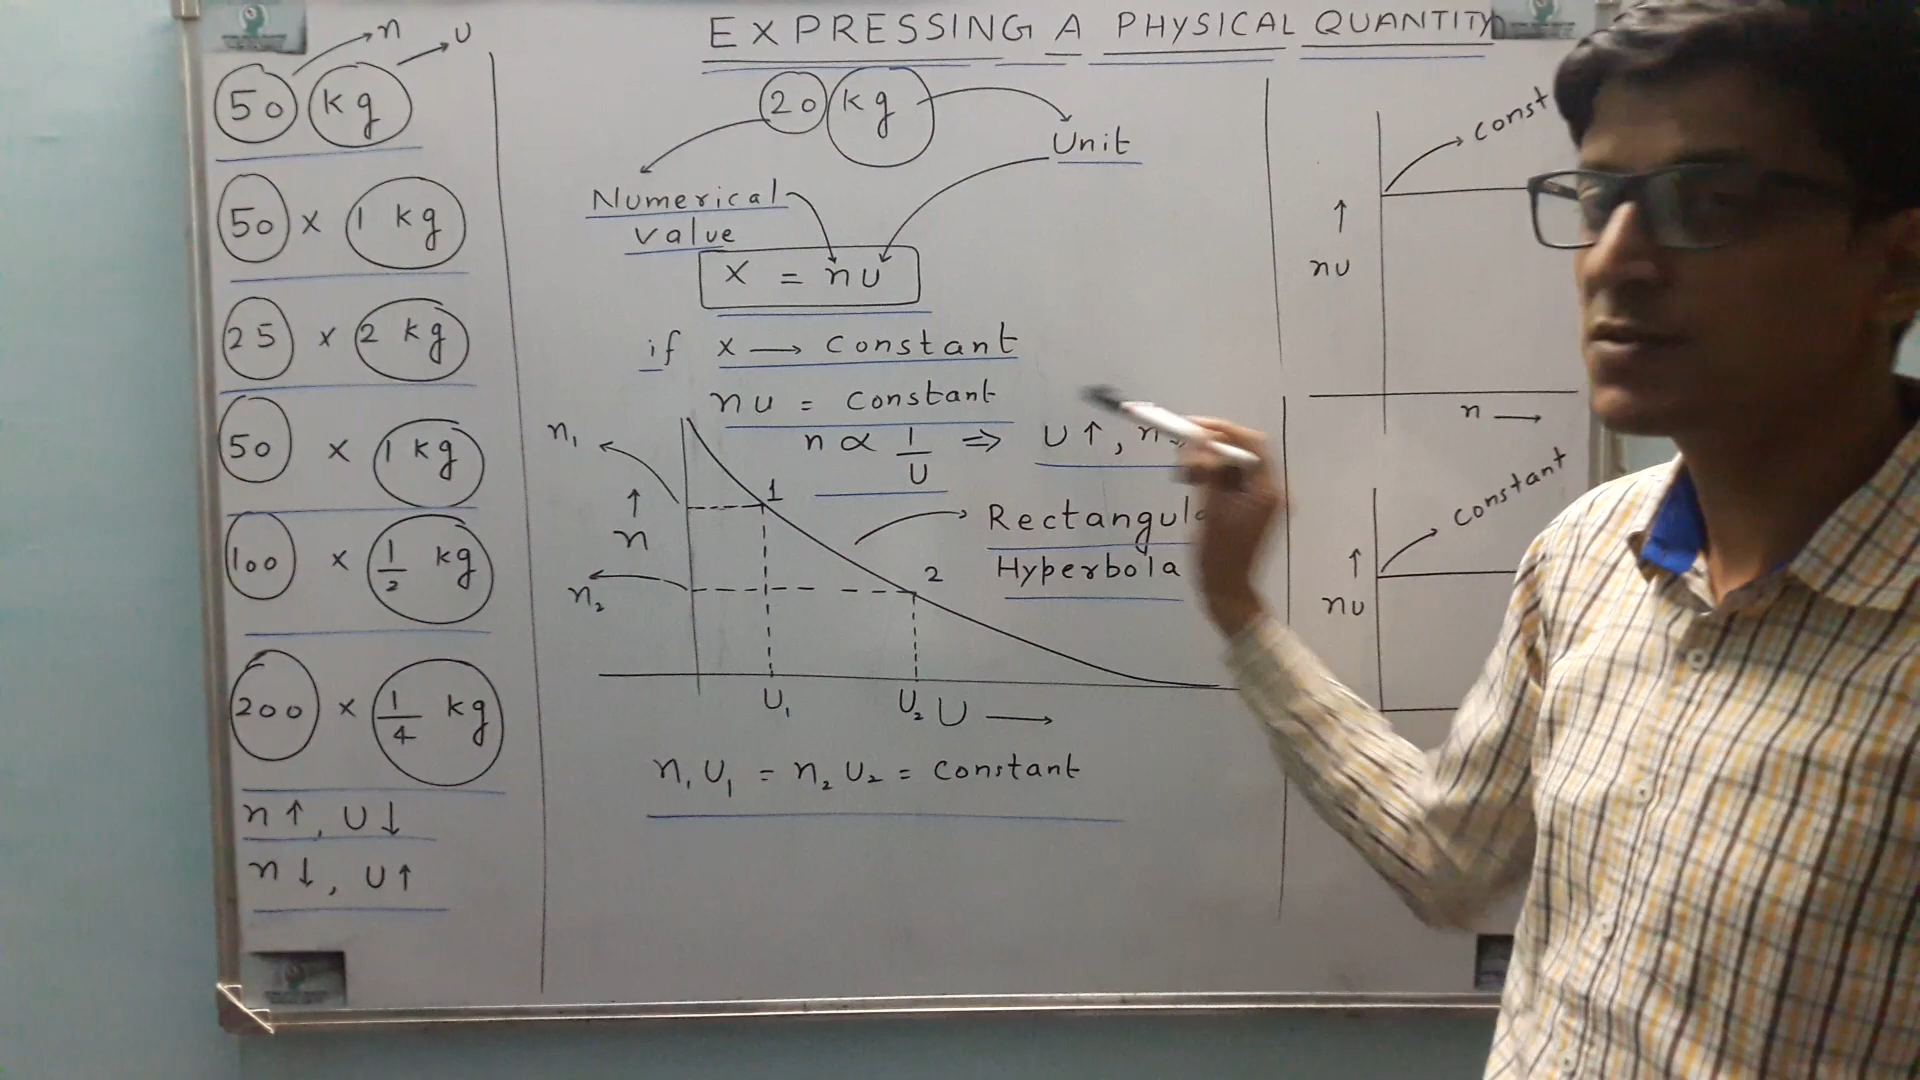 EXPRESSING A PHYSICAL QUANTITY
n
U
50 kg
50 × 1 kg
25 × 2 kg
50 × 1 kg
100 × 1/2 kg
200 × 1/4 kg
n ↑, U ↓
n ↓, U ↑
20 kg
Unit
Numerical
value
X = nU
if X → Constant
nU = Constant
n ∝ 1/U ⇒ U ↑, n
n₁
1
↑
n
n₂
2
Rectangul
Hyperbola
U₁
U₂
U →
n₁U₁ = n₂U₂ = Constant
const
↑
nU
n →
constant
↑
nU